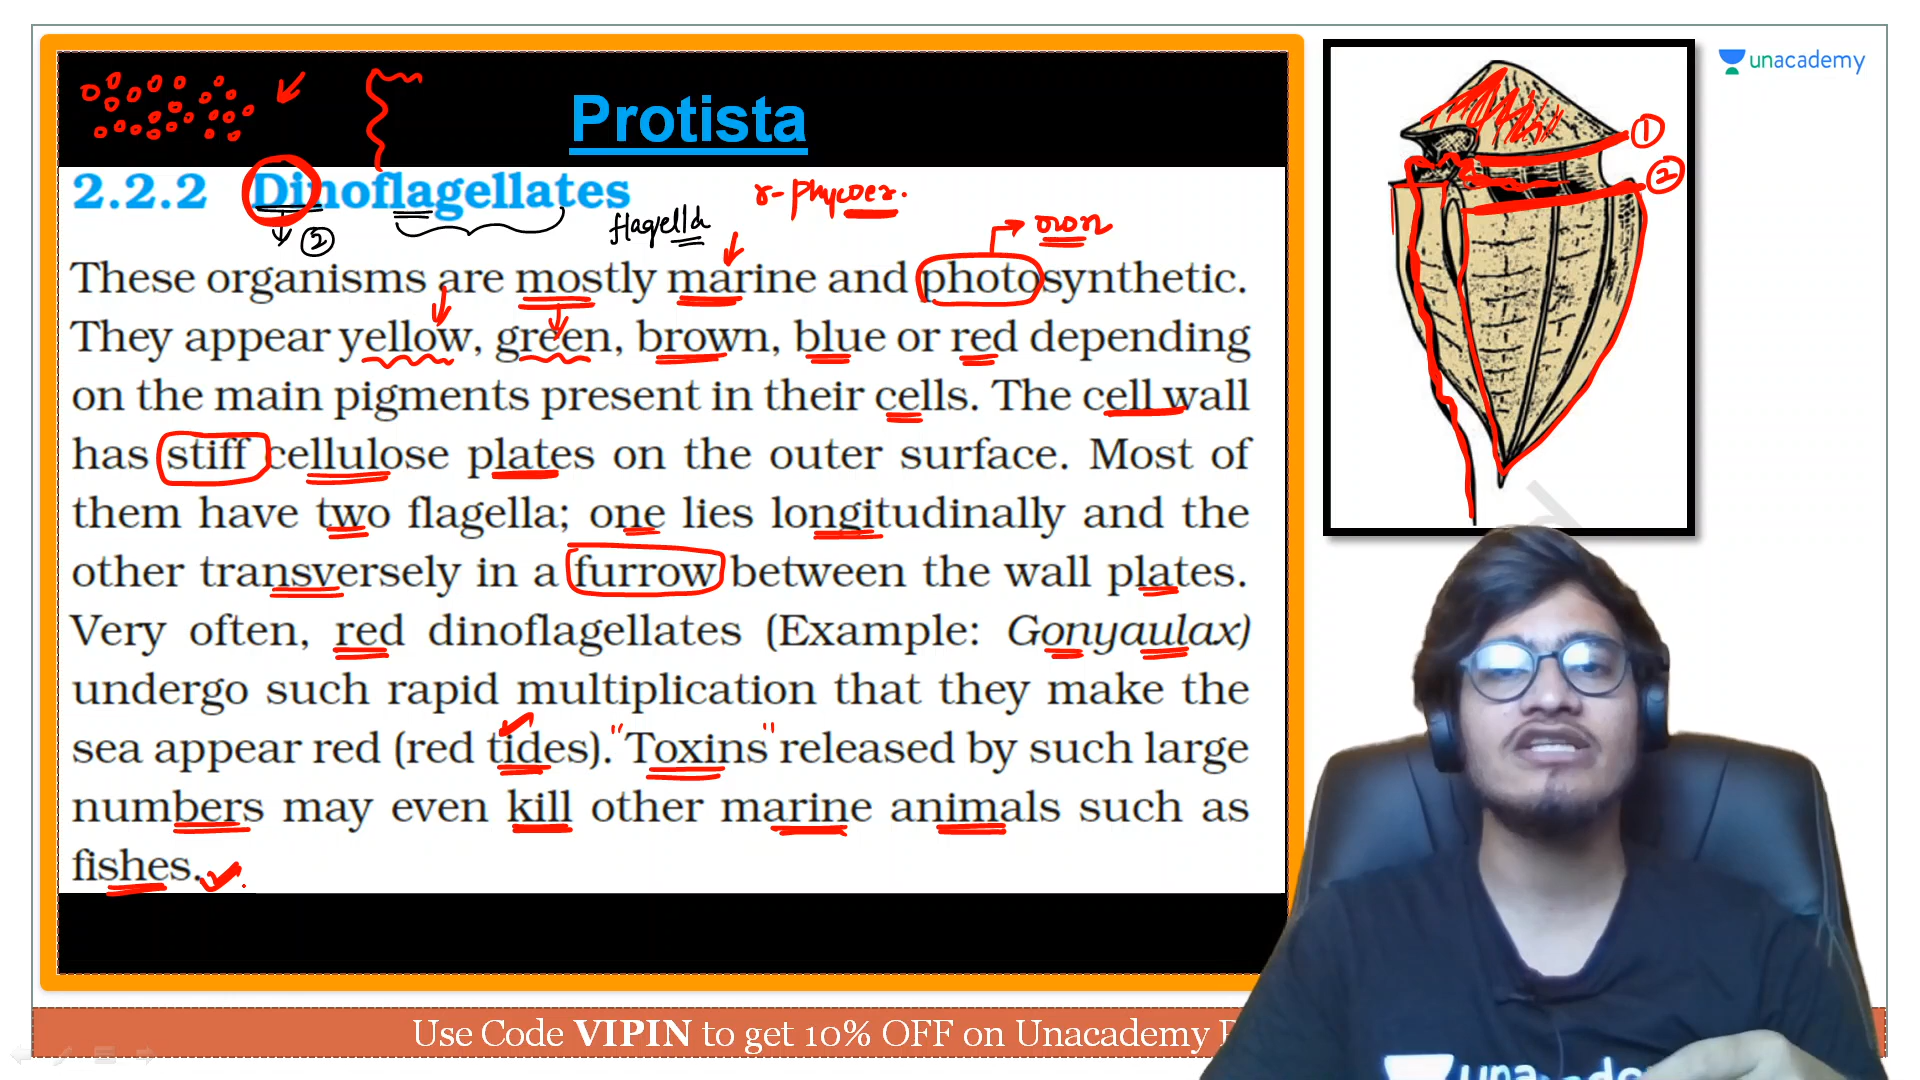 Protista
unacademy
①
②
2.2.2 Dinoflagellates
r-Phycoer.
②
flagella
These organisms are mostly marine and photosynthetic.
They appear yellow, green, brown, blue or red depending
on the main pigments present in their cells. The cell wall
has stiff cellulose plates on the outer surface. Most of
them have two flagella; one lies longitudinally and the
other transversely in a furrow between the wall plates.
Very often, red dinoflagellates (Example: Gonyaulax)
undergo such rapid multiplication that they make the
sea appear red (red tides). "Toxins" released by such large
numbers may even kill other marine animals such as
fishes.
Use Code VIPIN to get 10% OFF on Unacademy